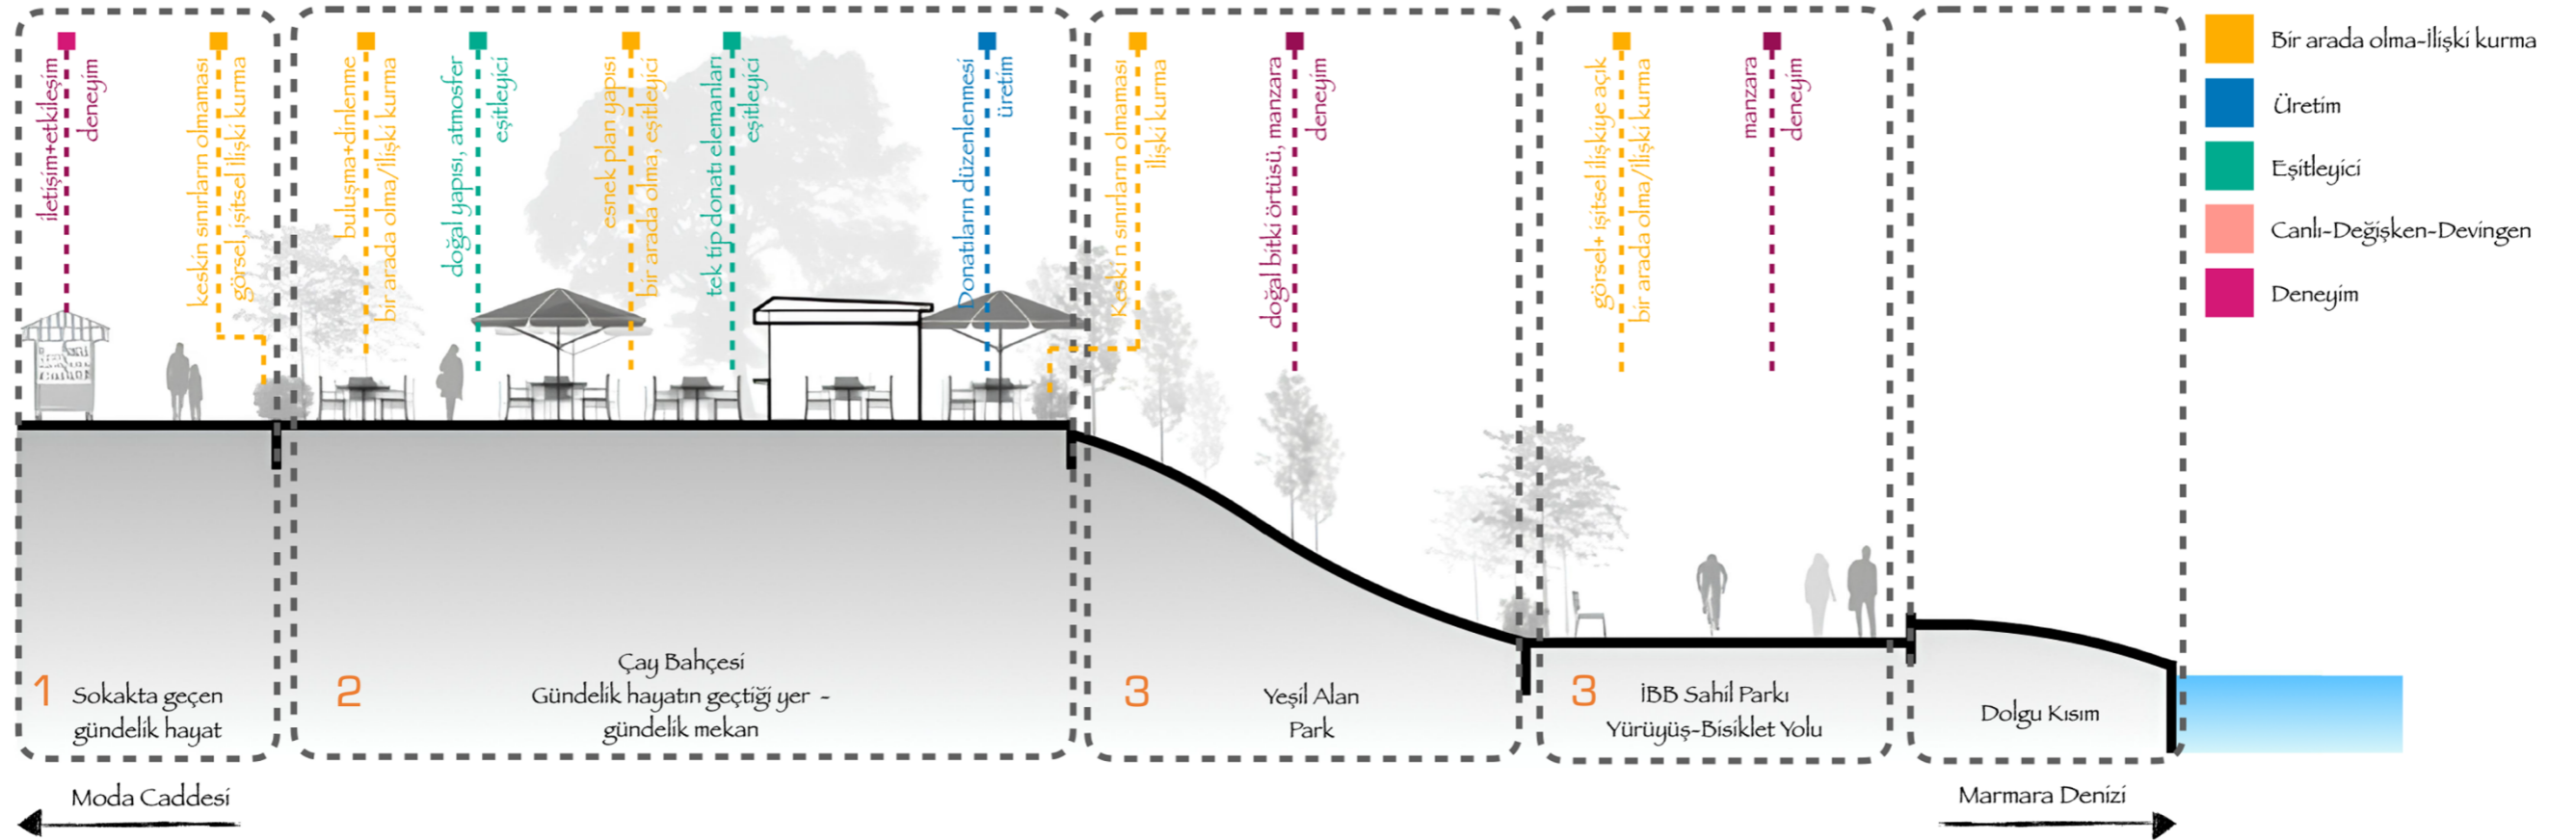 iletişim+etkileşim
deneyim
keskin sınırların olmaması
görsel, işitsel ilişki kurma
buluşma+dinlenme
bir arada olma/İlişki kurma
doğal yapısı, atmosfer
eşitleyici
esnek plan yapısı
bir arada olma, eşitleyici
tek tip donatı elemanları
eşitleyici
Donatıların düzenlenmesi
üretim
Keskin sınırların olmaması
İlişki kurma
doğal bitki örtüsü, manzara
deneyim
görsel+ işitsel ilişkiye açık
bir arada olma/İlişki kurma
manzara
deneyim
Bir arada olma-İlişki kurma
Üretim
Eşitleyici
Canlı-Değişken-Devingen
Deneyim
1 Sokakta geçen
gündelik hayat
2
Çay Bahçesi
Gündelik hayatın geçtiği yer -
gündelik mekan
3
Yeşil Alan
Park
3
İBB Sahil Parkı
Yürüyüş-Bisiklet Yolu
Dolgu Kısım
Moda Caddesi
Marmara Denizi